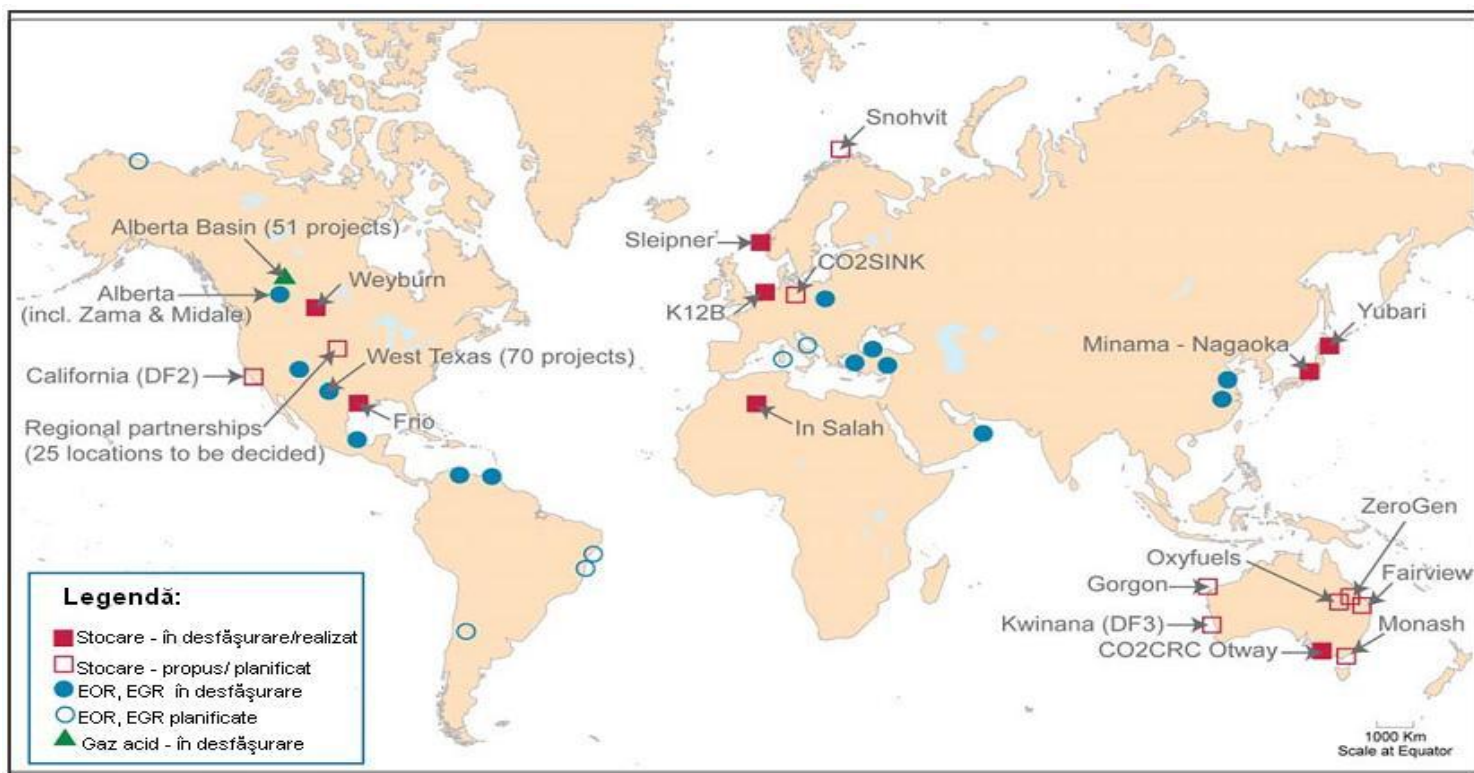 Snohvit
Alberta Basin (51 projects)
Sleipner
CO2SINK
Weyburn
Alberta
(incl. Zama & Midale)
K12B
Yubari
Minama - Nagaoka
West Texas (70 projects)
California (DF2)
Frio
In Salah
Regional partnerships
(25 locations to be decided)
ZeroGen
Oxyfuels
Fairview
Gorgon
Kwinana (DF3)
Monash
CO2CRC Otway
Legendă:
Stocare - în desfăşurare/realizat
Stocare - propus/ planificat
EOR, EGR în desfăşurare
EOR, EGR planificate
Gaz acid - în desfăşurare
1000 Km
Scale at Equator